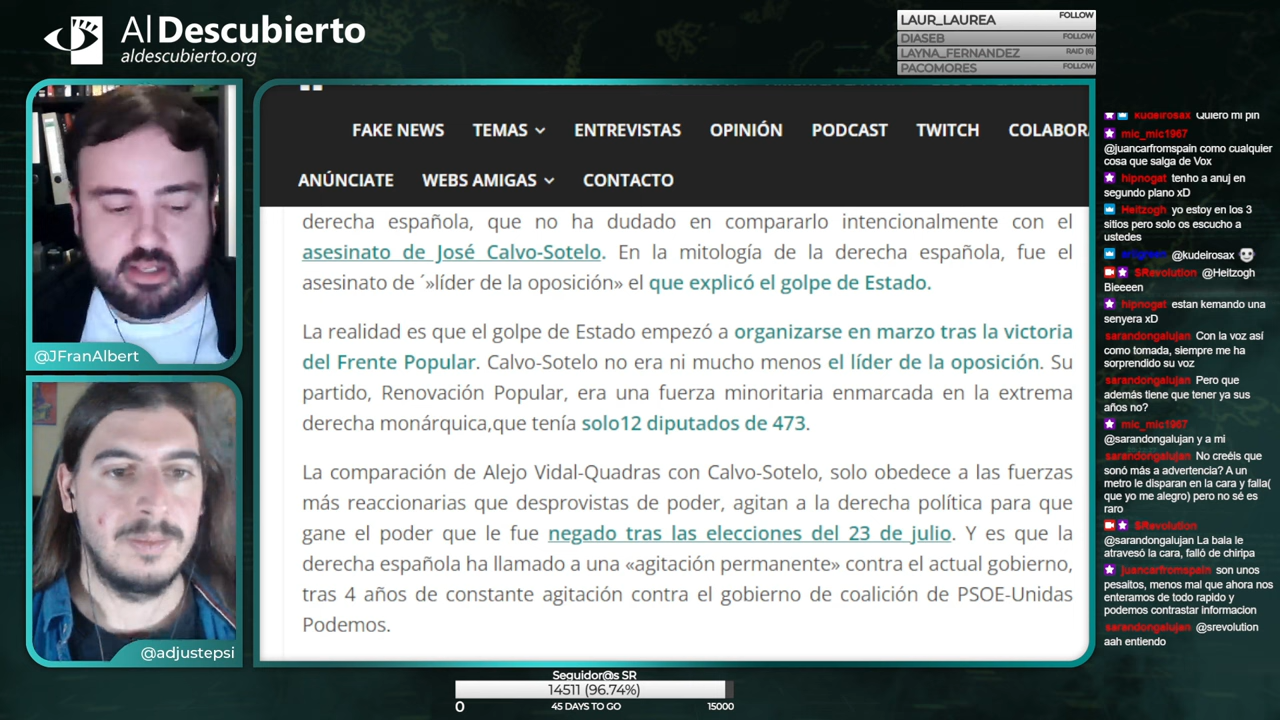 Al Descubierto
aldescubierto.org
LAUR_LAUREA FOLLOW
DIASEB FOLLOW
LAYNA_FERNANDEZ RAID (6)
PACOMORES FOLLOW
@JFranAlbert
@adjustepsi
FAKE NEWS TEMAS ENTREVISTAS OPINIÓN PODCAST TWITCH COLABORA
ANÚNCIATE WEBS AMIGAS CONTACTO
derecha española, que no ha dudado en compararlo intencionalmente con el
asesinato de José Calvo-Sotelo. En la mitología de la derecha española, fue el
asesinato de ´»líder de la oposición» el que explicó el golpe de Estado.
La realidad es que el golpe de Estado empezó a organizarse en marzo tras la victoria
del Frente Popular. Calvo-Sotelo no era ni mucho menos el líder de la oposición. Su
partido, Renovación Popular, era una fuerza minoritaria enmarcada en la extrema
derecha monárquica,que tenía solo12 diputados de 473.
La comparación de Alejo Vidal-Quadras con Calvo-Sotelo, solo obedece a las fuerzas
más reaccionarias que desprovistas de poder, agitan a la derecha política para que
gane el poder que le fue negado tras las elecciones del 23 de julio. Y es que la
derecha española ha llamado a una «agitación permanente» contra el actual gobierno,
tras 4 años de constante agitación contra el gobierno de coalición de PSOE-Unidas
Podemos.
kudeirosax Quiero mi pin
mic_mic1967
@juancarfromspain como cualquier
cosa que salga de Vox
hipnogat tenho a anuj en
segundo plano xD
Heitzogh yo estoy en los 3
sitios pero solo os escucho a
ustedes
@kudeirosax
SRevolution @Heitzogh
Bleeeen
hipnogat estan kemando una
senyera xD
sarandongalujan Con la voz así
como tomada, siempre me ha
sorprendido su voz
sarandongalujan Pero que
además tiene que tener ya sus
años no?
mic_mic1967
@sarandongalujan y a mi
sarandongalujan No creéis que
sonó más a advertencia? A un
metro le disparan en la cara y falla(
que yo me alegro) pero no sé es
raro
SRevolution
@sarandongalujan La bala le
atravesó la cara, falló de chiripa
juancarfromspain son unos
pesaitos, menos mal que ahora nos
enteramos de todo rapido y
podemos contrastar informacion
sarandongalujan @srevolution
aah entiendo
Seguidor@s SR
14511 (96.74%)
0 45 DAYS TO GO 15000